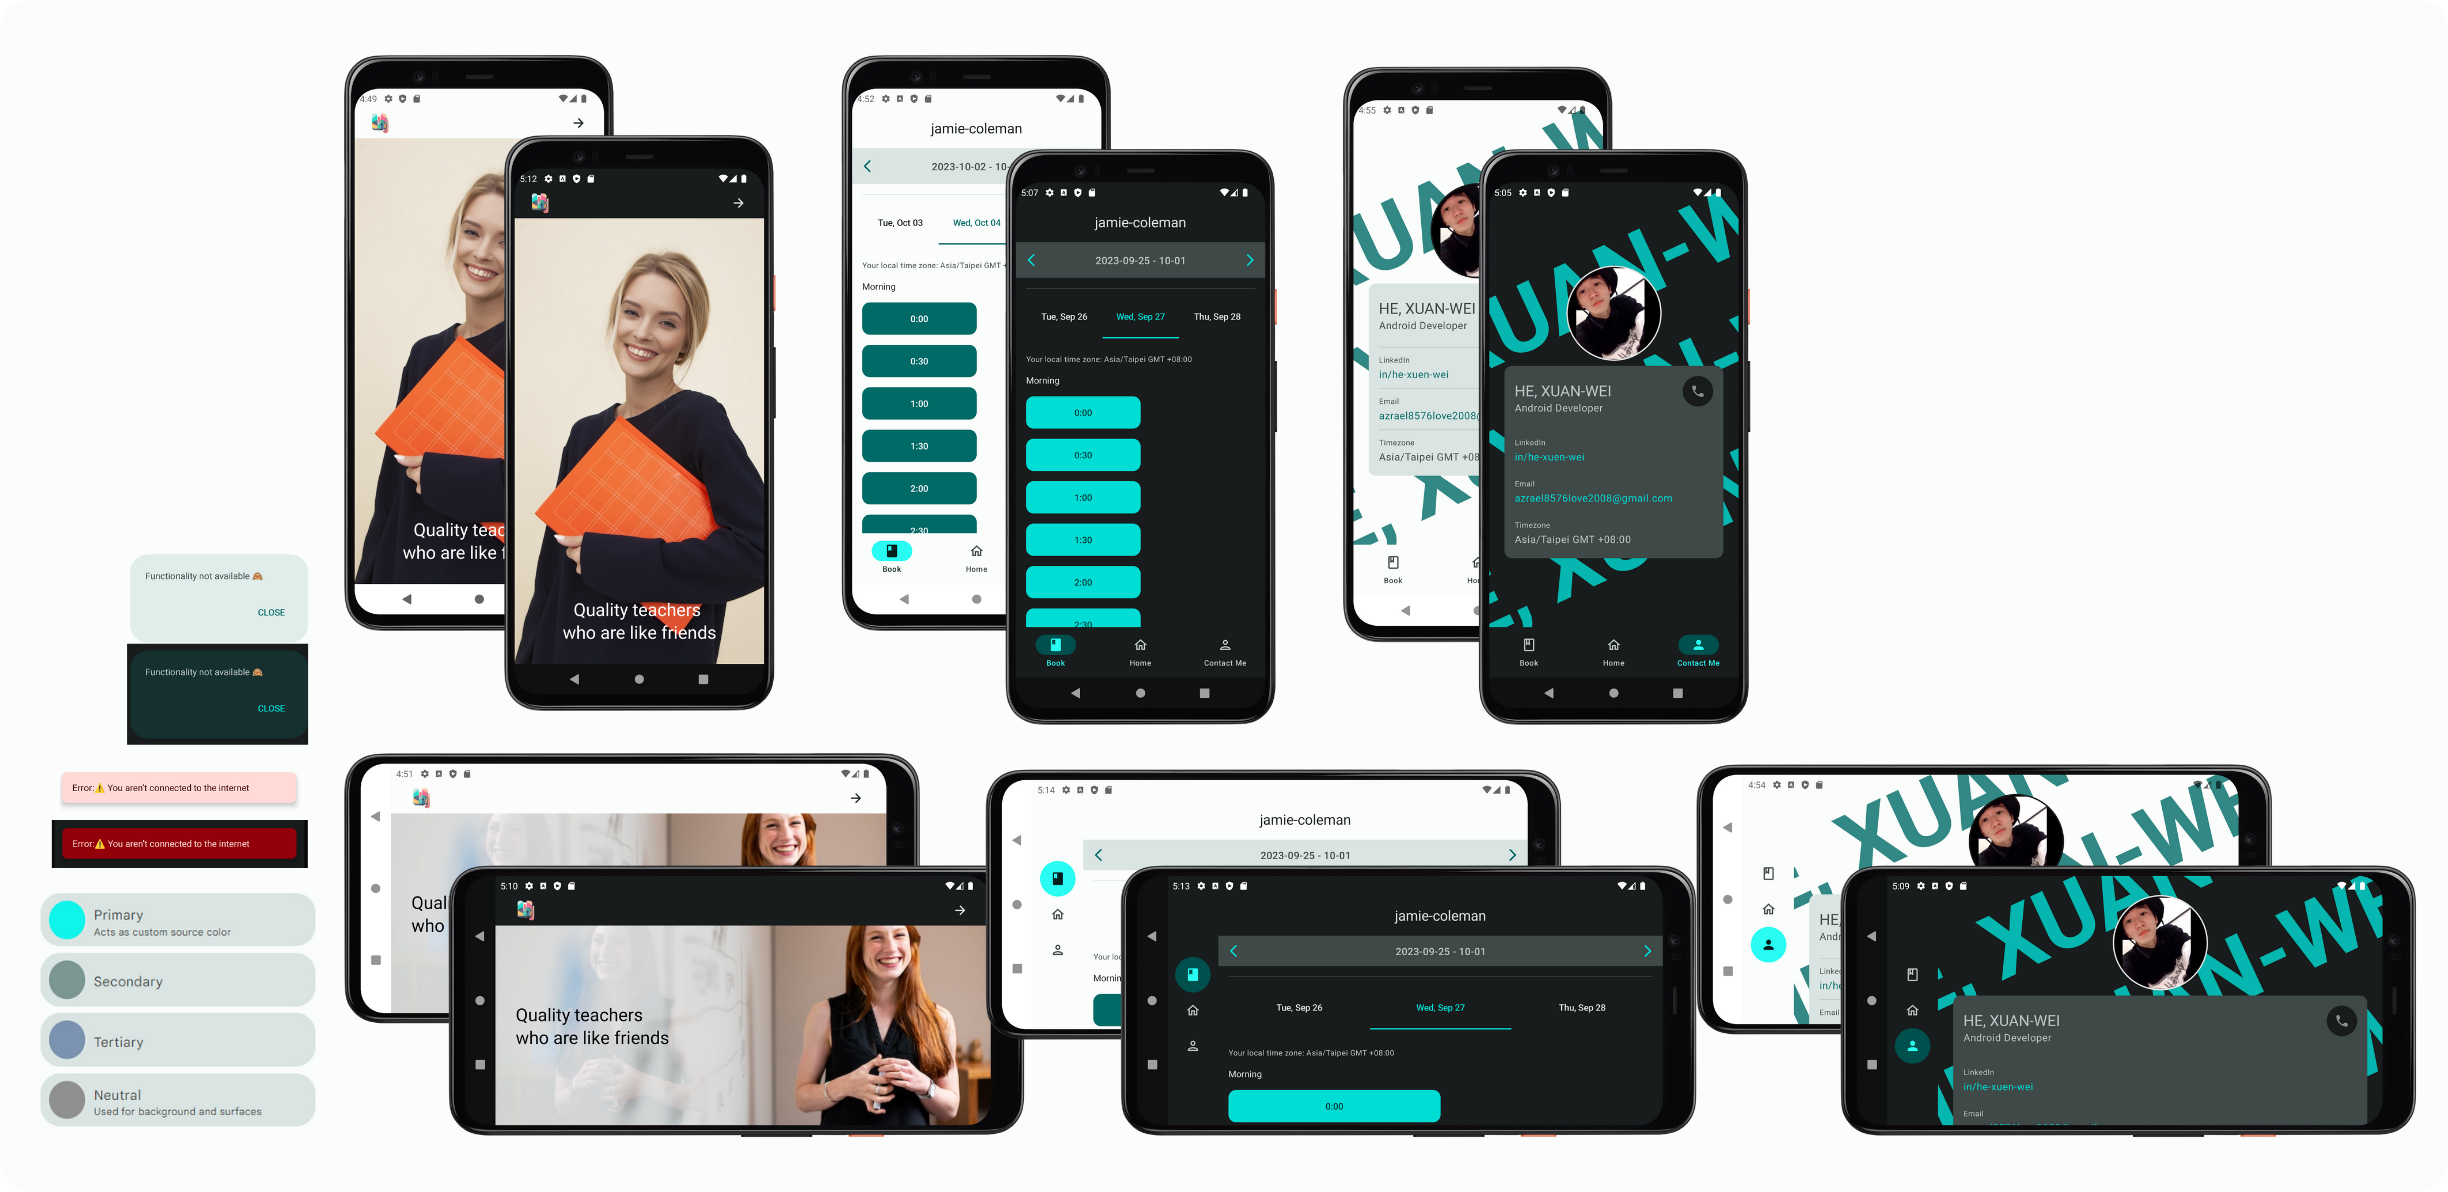 4:49
Quality teac
who are like f
5:12
Quality teachers
who are like friends
4:52
jamie-coleman
2023-10-02 - 10-
Tue, Oct 03
Wed, Oct 04
Your local time zone: Asia/Taipei GMT +
Morning
0:00
0:30
1:00
1:30
2:00
2:30
Book
Home
5:07
jamie-coleman
2023-09-25 - 10-01
Tue, Sep 26
Wed, Sep 27
Thu, Sep 28
Your local time zone: Asia/Taipei GMT +08:00
Morning
0:00
0:30
1:00
1:30
2:00
2:30
Book
Home
Contact Me
4:55
HE, XUAN-WEI
Android Developer
LinkedIn
in/he-xuen-wei
Email
azrael8576love2008@
Timezone
Asia/Taipei GMT +08
Book
Hor
5:05
XUAN-W
HE, XUAN-WEI
Android Developer
LinkedIn
in/he-xuen-wei
Email
azrael8576love2008@gmail.com
Timezone
Asia/Taipei GMT +08:00
Book
Home
Contact Me
Functionality not available 🙈
CLOSE
Functionality not available 🙈
CLOSE
Error:⚠️ You aren't connected to the internet
Error:⚠️ You aren't connected to the internet
Primary
Acts as custom source color
Secondary
Tertiary
Neutral
Used for background and surfaces
4:51
Qual
who
5:10
Quality teachers
who are like friends
5:14
jamie-coleman
2023-09-25 - 10-01
Your loc
Mornin
5:13
jamie-coleman
2023-09-25 - 10-01
Tue, Sep 26
Wed, Sep 27
Thu, Sep 28
Your local time zone: Asia/Taipei GMT +08:00
Morning
0:00
4:54
XUAN-WE
HE,
Andr
Linke
in/he
Email
5:09
XUAN-WE
HE, XUAN-WEI
Android Developer
LinkedIn
in/he-xuen-wei
Email